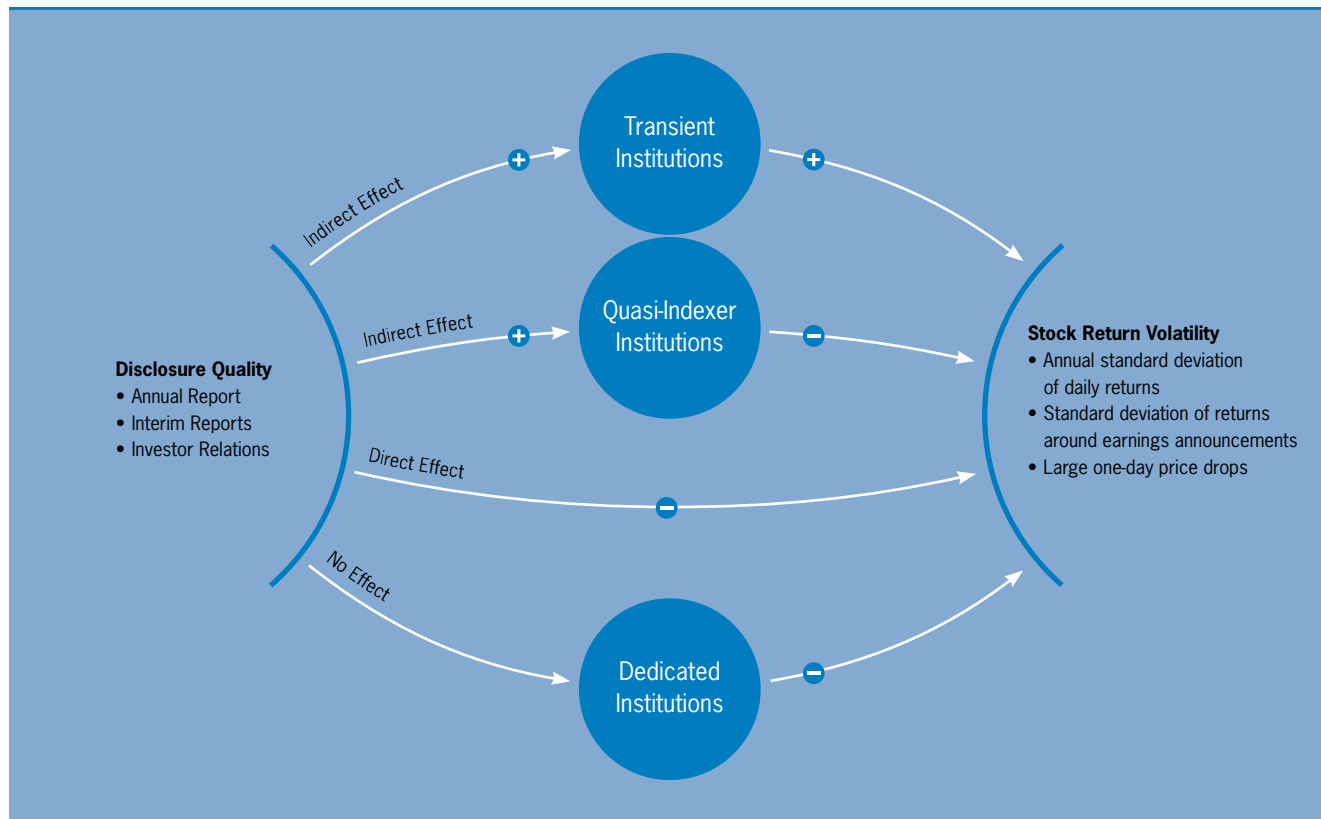 Transient
Institutions
+
+
Indirect Effect
Quasi-Indexer
Institutions
Indirect Effect
+
−
Disclosure Quality
• Annual Report
• Interim Reports
• Investor Relations
Stock Return Volatility
• Annual standard deviation
of daily returns
• Standard deviation of returns
around earnings announcements
• Large one-day price drops
Direct Effect
−
No Effect
Dedicated
Institutions
−